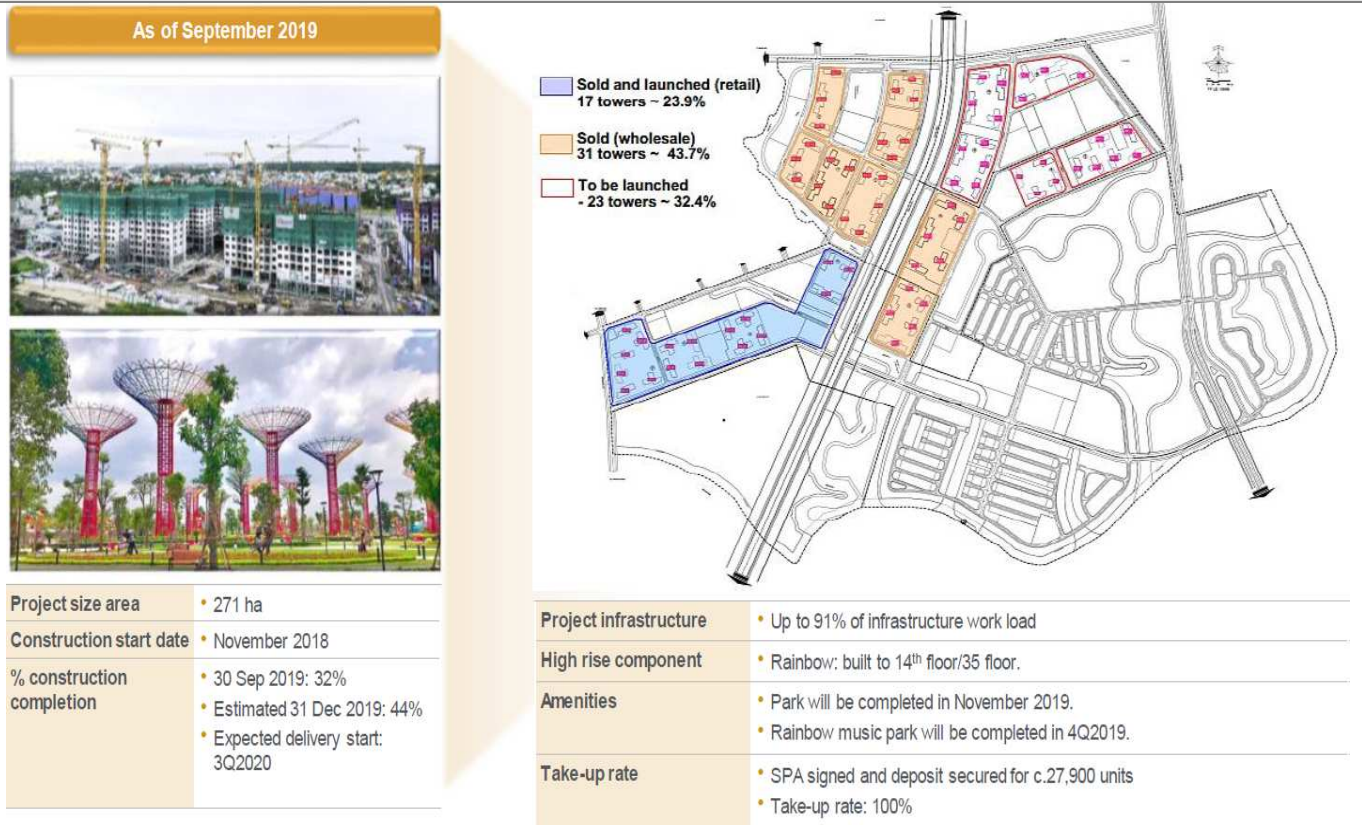 As of September 2019
Sold and launched (retail)
17 towers ~ 23.9%
Sold (wholesale)
31 towers ~ 43.7%
To be launched
- 23 towers ~ 32.4%
Project size area
• 271 ha
Construction start date
• November 2018
% construction
completion
• 30 Sep 2019: 32%
• Estimated 31 Dec 2019: 44%
• Expected delivery start:
3Q2020
Project infrastructure
• Up to 91% of infrastructure work load
High rise component
• Rainbow: built to 14th floor/35 floor.
Amenities
• Park will be completed in November 2019.
• Rainbow music park will be completed in 4Q2019.
Take-up rate
• SPA signed and deposit secured for c.27,900 units
• Take-up rate: 100%